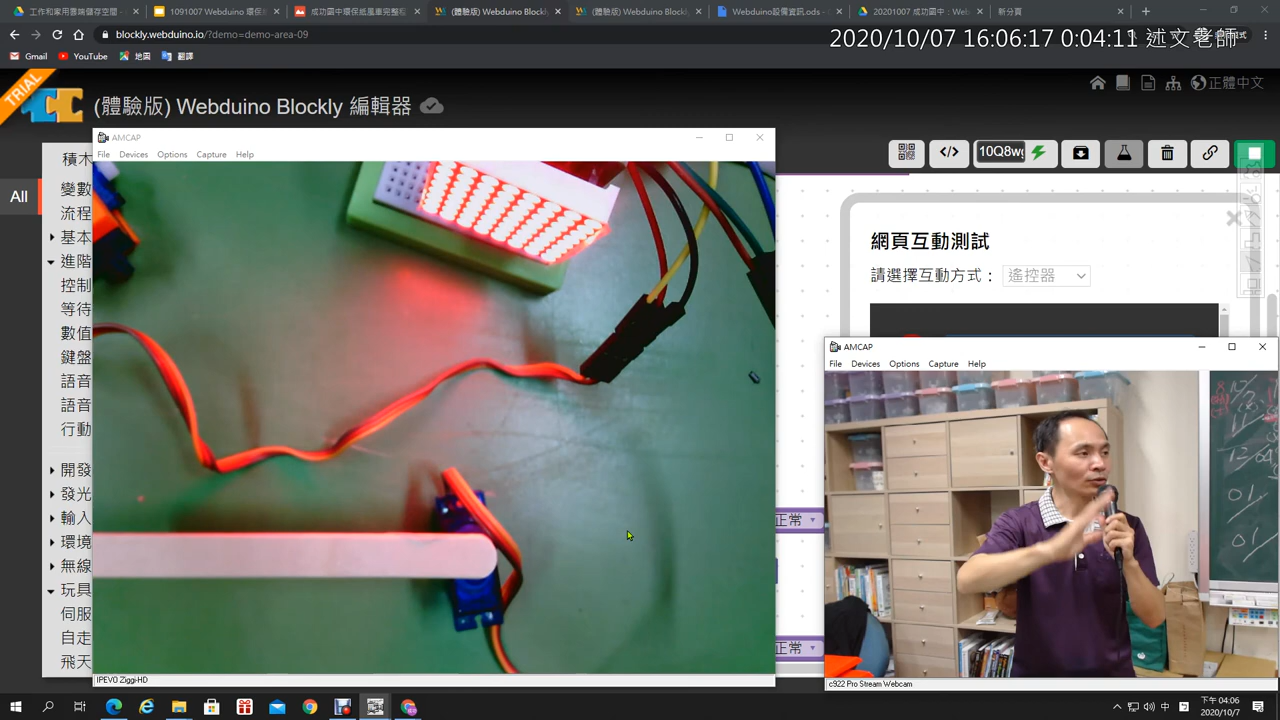 工作和家用雲端儲存空間 -
1091007 Webduino 環保
成功國中環保紙風車完整程
(體驗版) Webduino Blockly
(體驗版) Webduino Blockly
Webduino設備資訊.ods -
20201007 成功國中：We
新分頁
blockly.webduino.io/?demo=demo-area-09
2020/10/07 16:06:17 0:04:11 述文老師
Gmail
YouTube
地圖
翻譯
TRIAL
(體驗版) Webduino Blockly 編輯器
正體中文
AMCAP
File Devices Options Capture Help
10Q8w
</>
積木
All
變數
流程
基本
進階
控制
等待
數值
鍵盤
語音
語音
行動
開發
發光
輸入
環境
無線
玩具
伺服
自走
飛天
網頁互動測試
請選擇互動方式：
遙控器
正常
正常
AMCAP
File Devices Options Capture Help
IPEVO Ziggi-HD
c922 Pro Stream Webcam
中
下午 04:06
2020/10/7